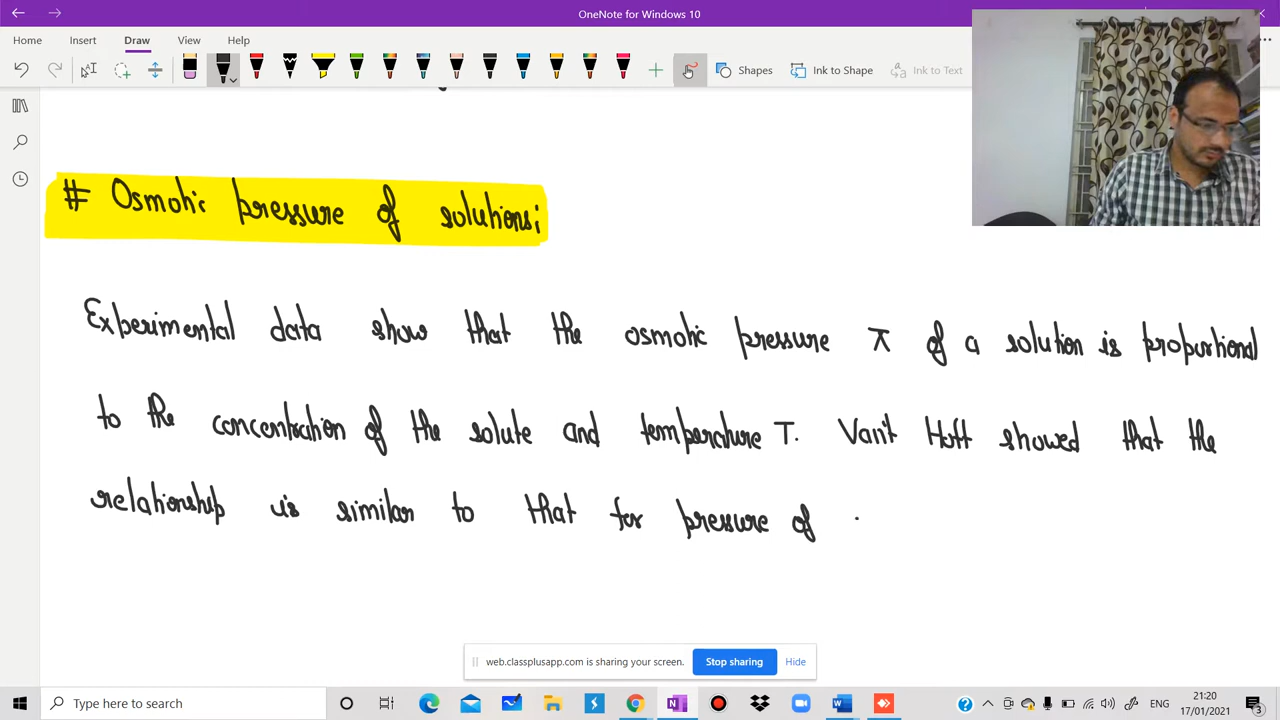 OneNote for Windows 10
Home Insert Draw View Help
Shapes Ink to Shape Ink to Text
# Osmotic pressure of solutions;
Experimental data show that the osmotic pressure π of a solution is proportional
to the concentration of the solute and temperature T. Van't Hoff showed that the
relationship is similar to that for pressure of
web.classplusapp.com is sharing your screen. Stop sharing Hide
Type here to search
ENG
21:20
17/01/2021
3